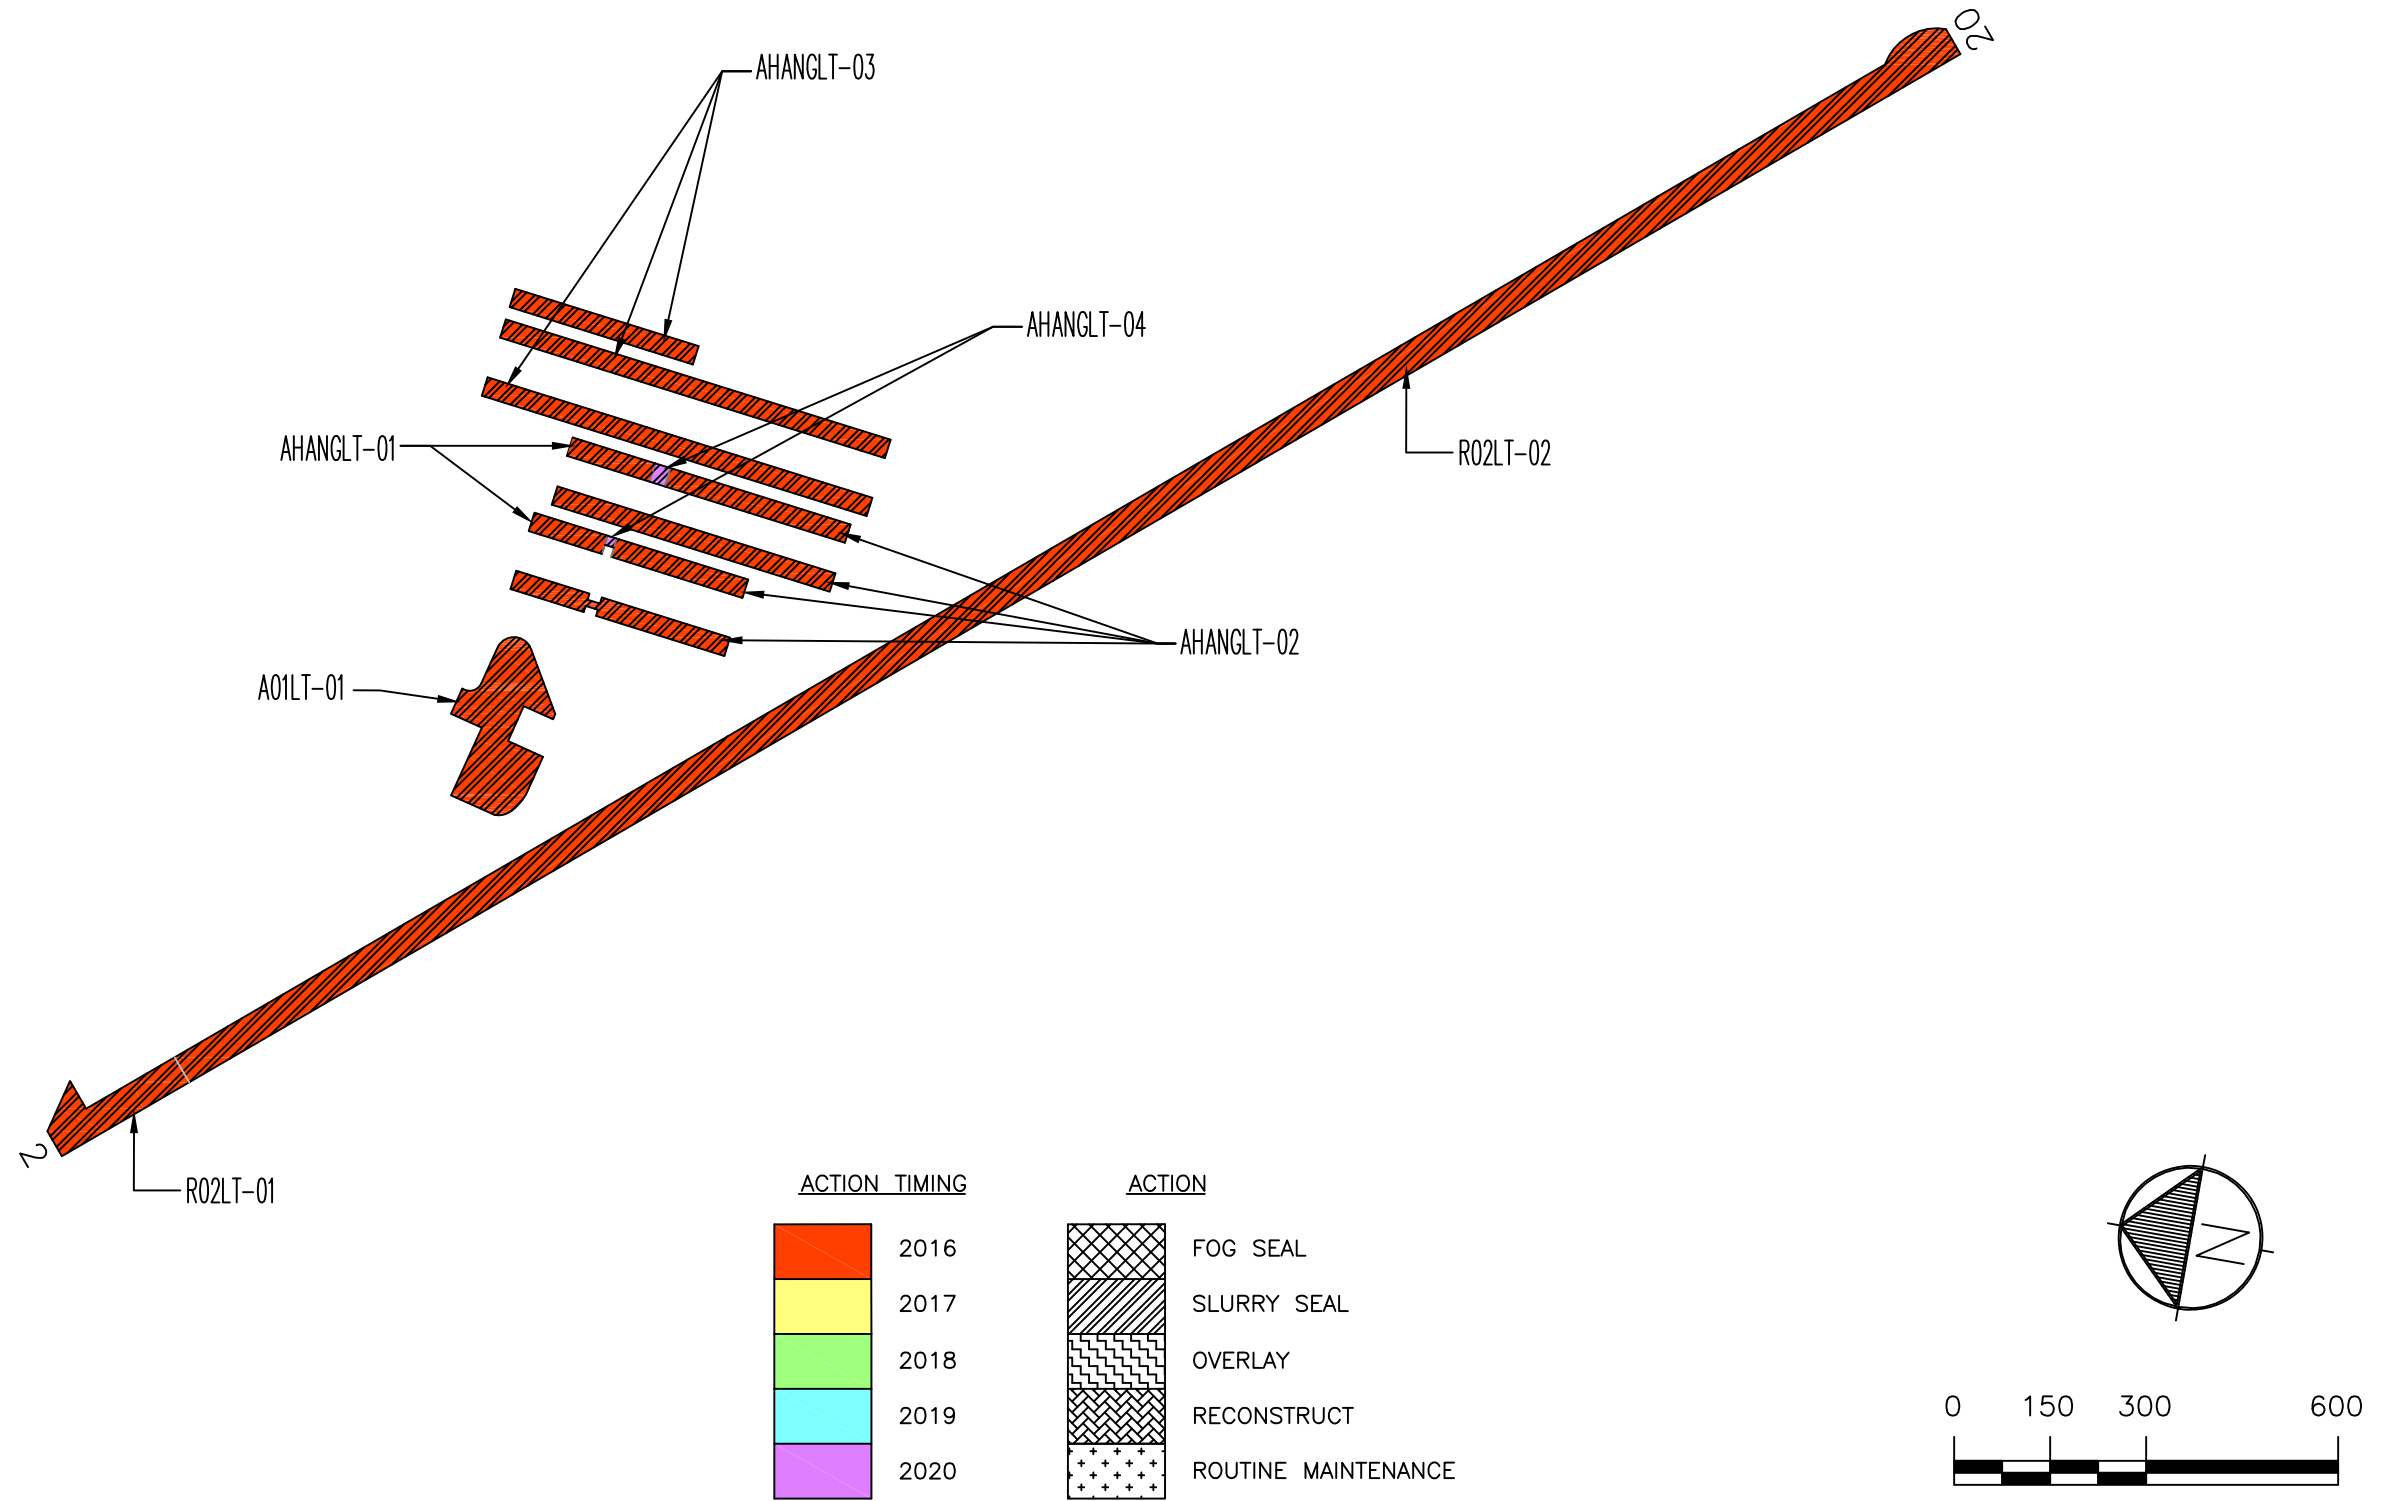 20
AHANGLT-03
AHANGLT-04
AHANGLT-01
R02LT-02
AHANGLT-02
A01LT-01
2
R02LT-01
ACTION TIMING
2016
2017
2018
2019
2020
ACTION
FOG SEAL
SLURRY SEAL
OVERLAY
RECONSTRUCT
ROUTINE MAINTENANCE
N
0 150 300 600